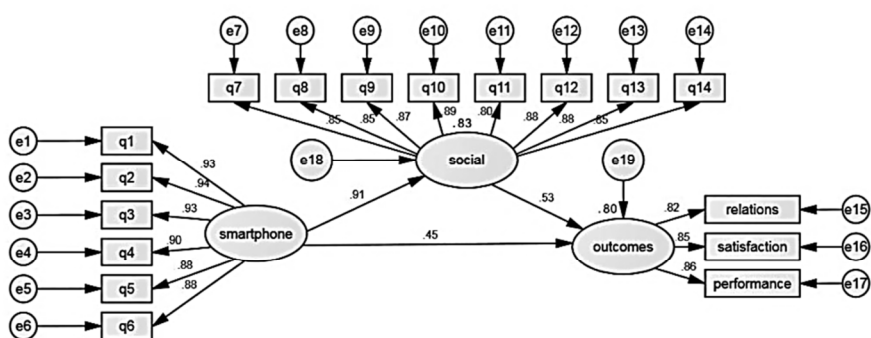 e7 e8 e9 e10 e11 e12 e13 e14
q7 q8 q9 q10 q11 q12 q13 q14
.85 .85 .87 .89 .80 .88 .88 .85
.83
e18 social e19
e1 q1
e2 q2
e3 q3
e4 q4
e5 q5
e6 q6
.93
.94
.93
.90
.88
.88
smartphone
.91
.53
.45
.80
outcomes
.82 relations e15
.85 satisfaction e16
.86 performance e17